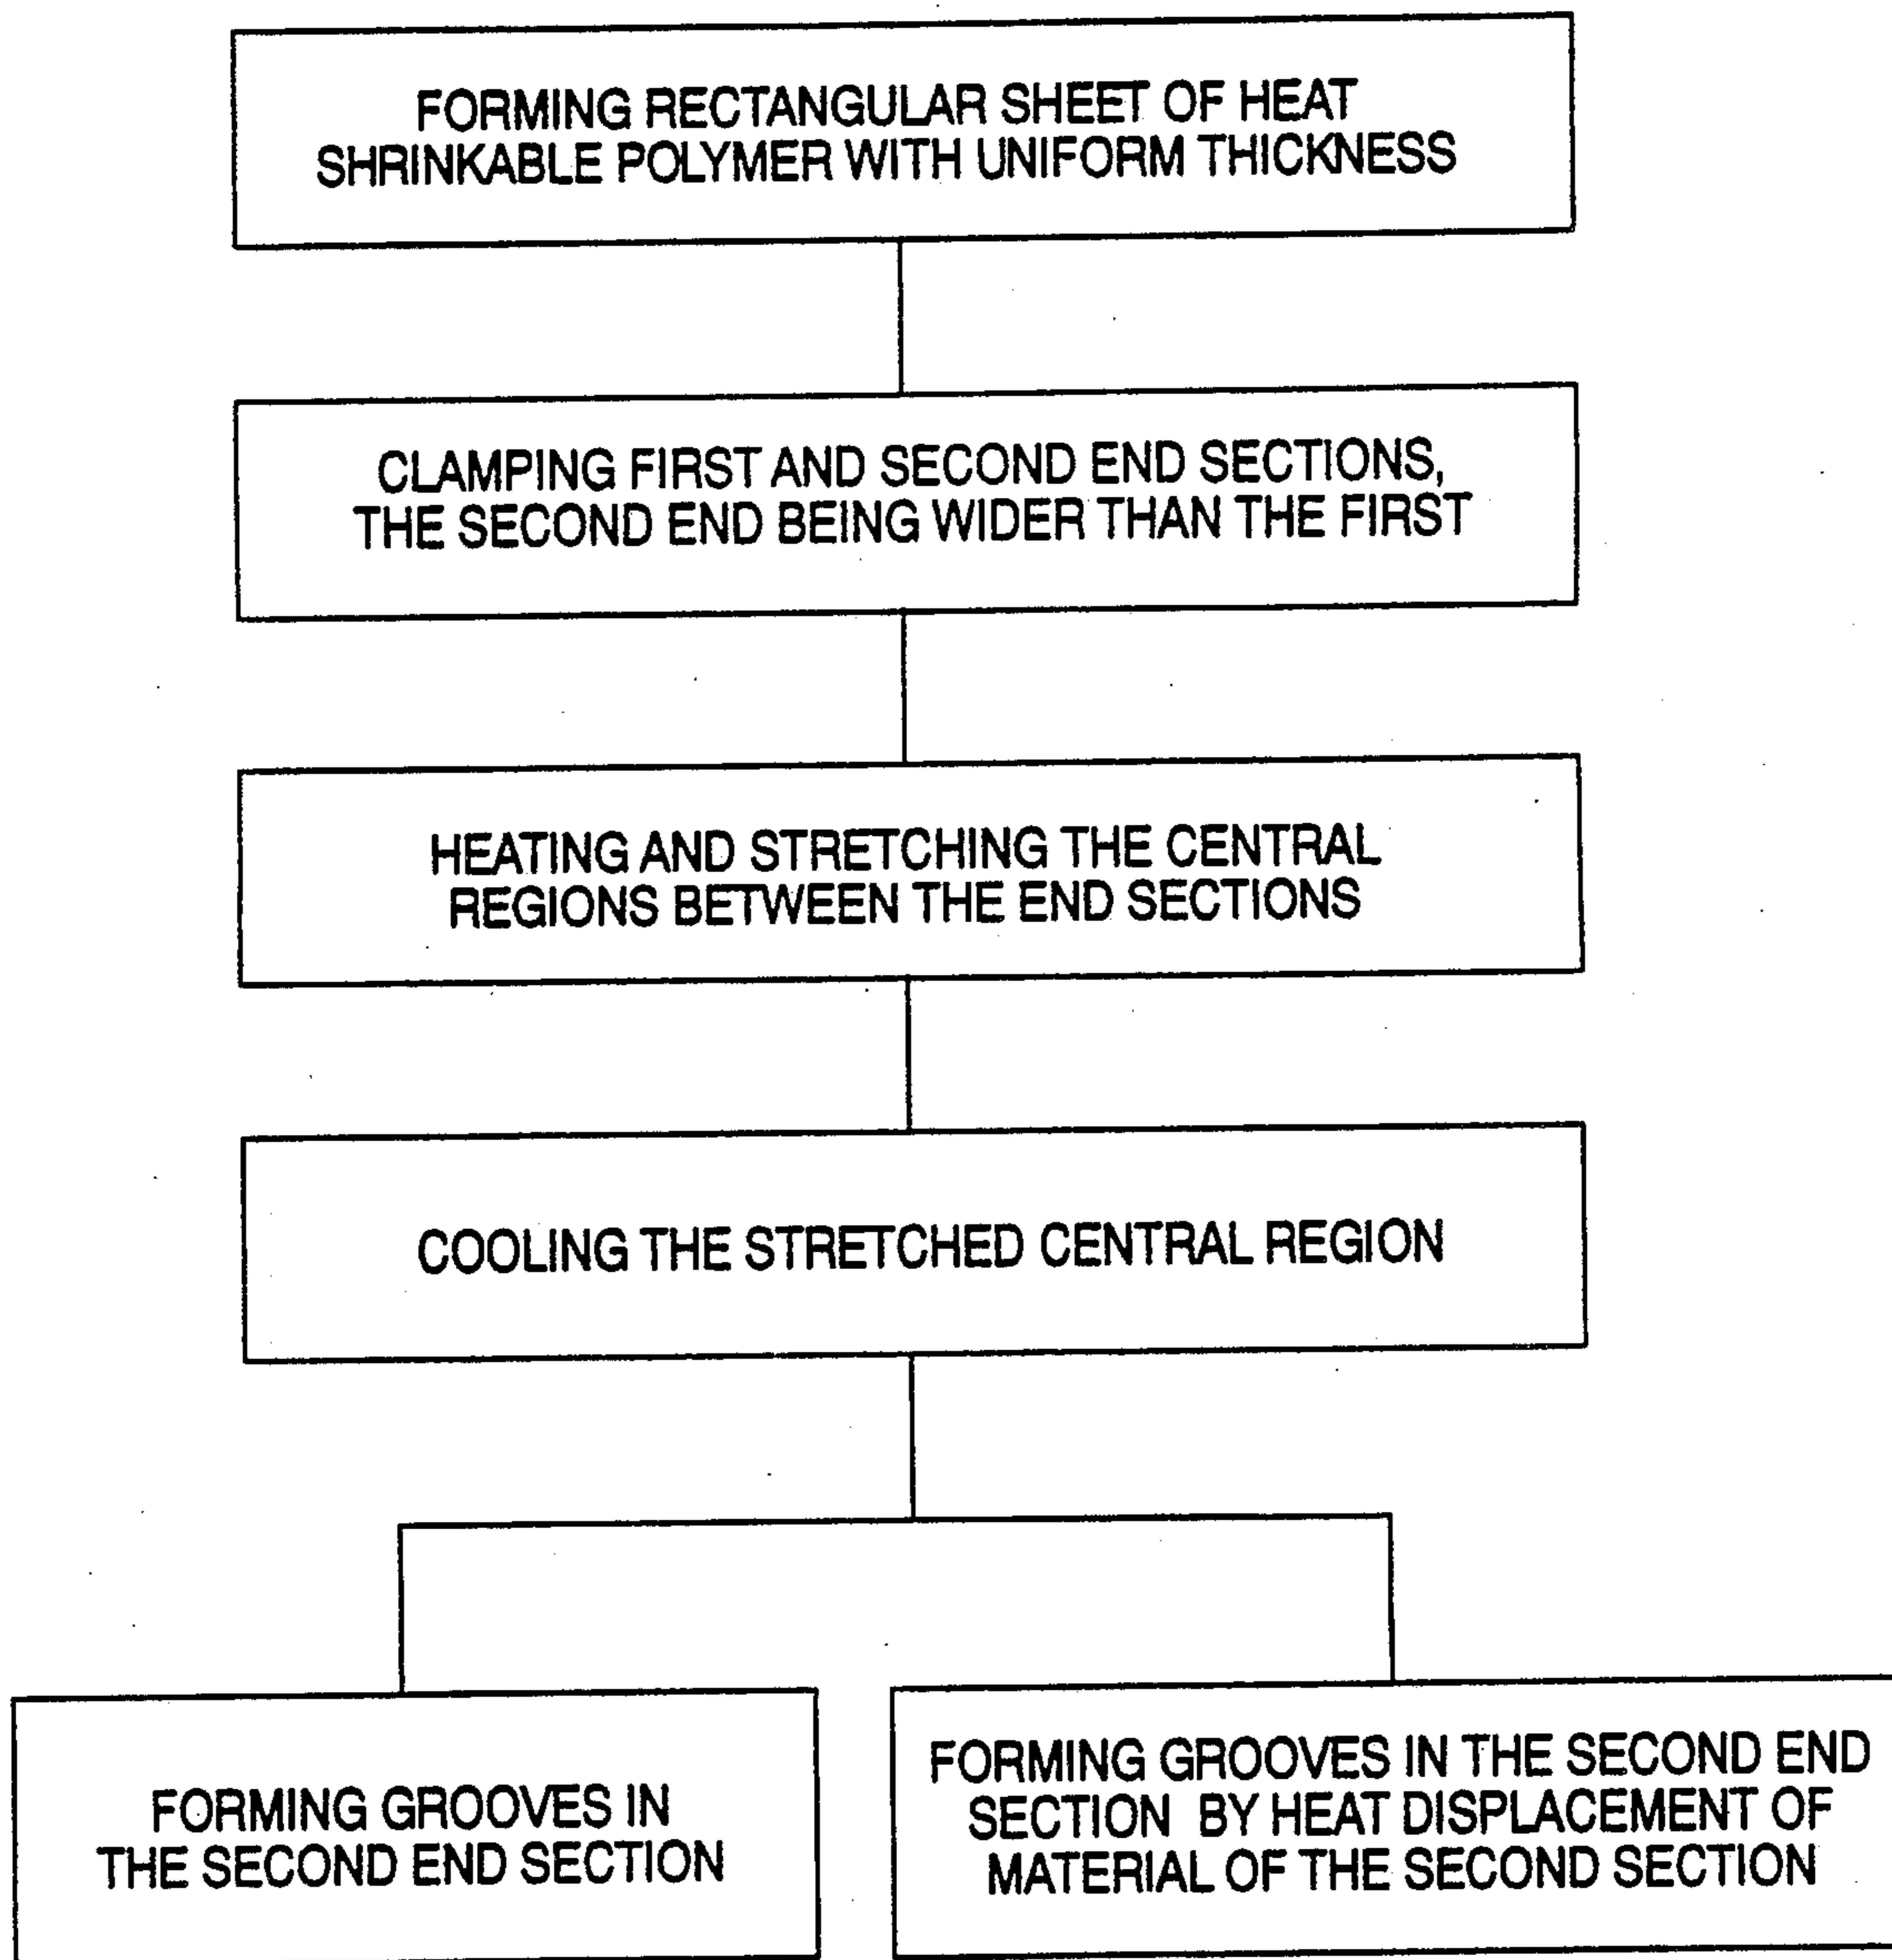 FORMING RECTANGULAR SHEET OF HEAT
SHRINKABLE POLYMER WITH UNIFORM THICKNESS
CLAMPING FIRST AND SECOND END SECTIONS,
THE SECOND END BEING WIDER THAN THE FIRST
HEATING AND STRETCHING THE CENTRAL
REGIONS BETWEEN THE END SECTIONS
COOLING THE STRETCHED CENTRAL REGION
FORMING GROOVES IN
THE SECOND END SECTION
FORMING GROOVES IN THE SECOND END
SECTION BY HEAT DISPLACEMENT OF
MATERIAL OF THE SECOND SECTION